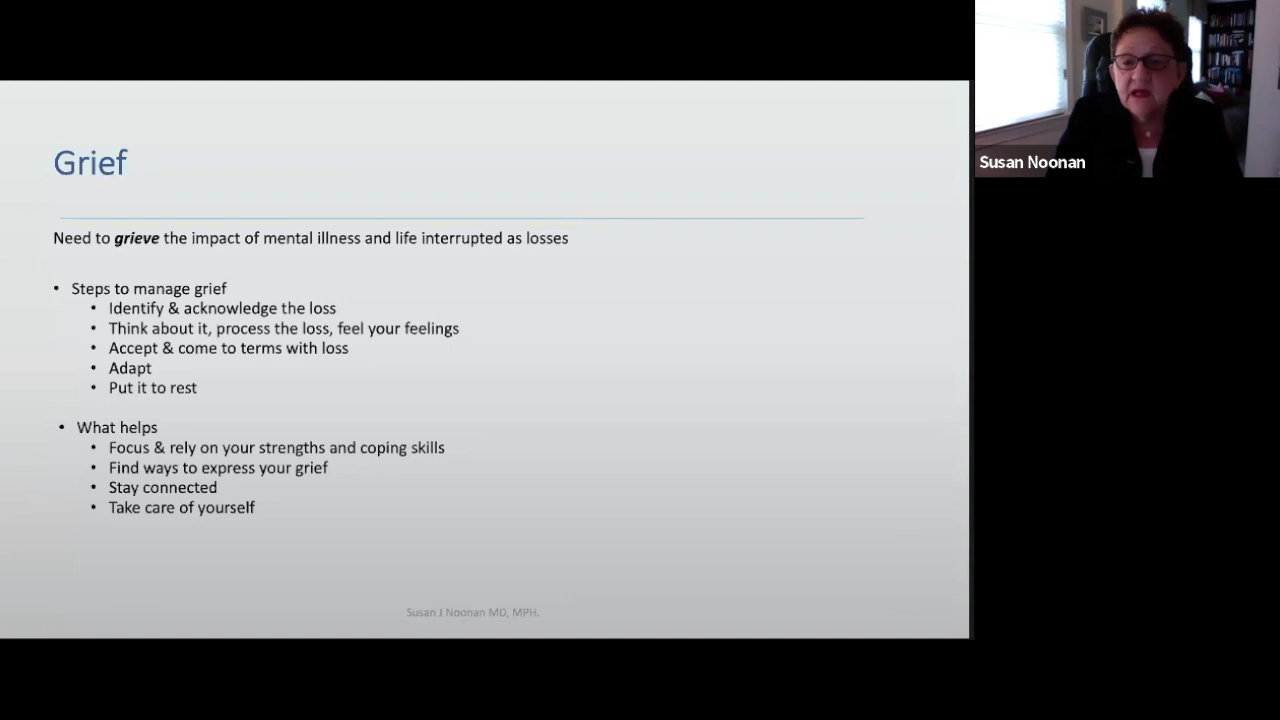 Grief
Need to grieve the impact of mental illness and life interrupted as losses
• Steps to manage grief
• Identify & acknowledge the loss
• Think about it, process the loss, feel your feelings
• Accept & come to terms with loss
• Adapt
• Put it to rest
• What helps
• Focus & rely on your strengths and coping skills
• Find ways to express your grief
• Stay connected
• Take care of yourself
Susan J Noonan MD, MPH.
Susan Noonan